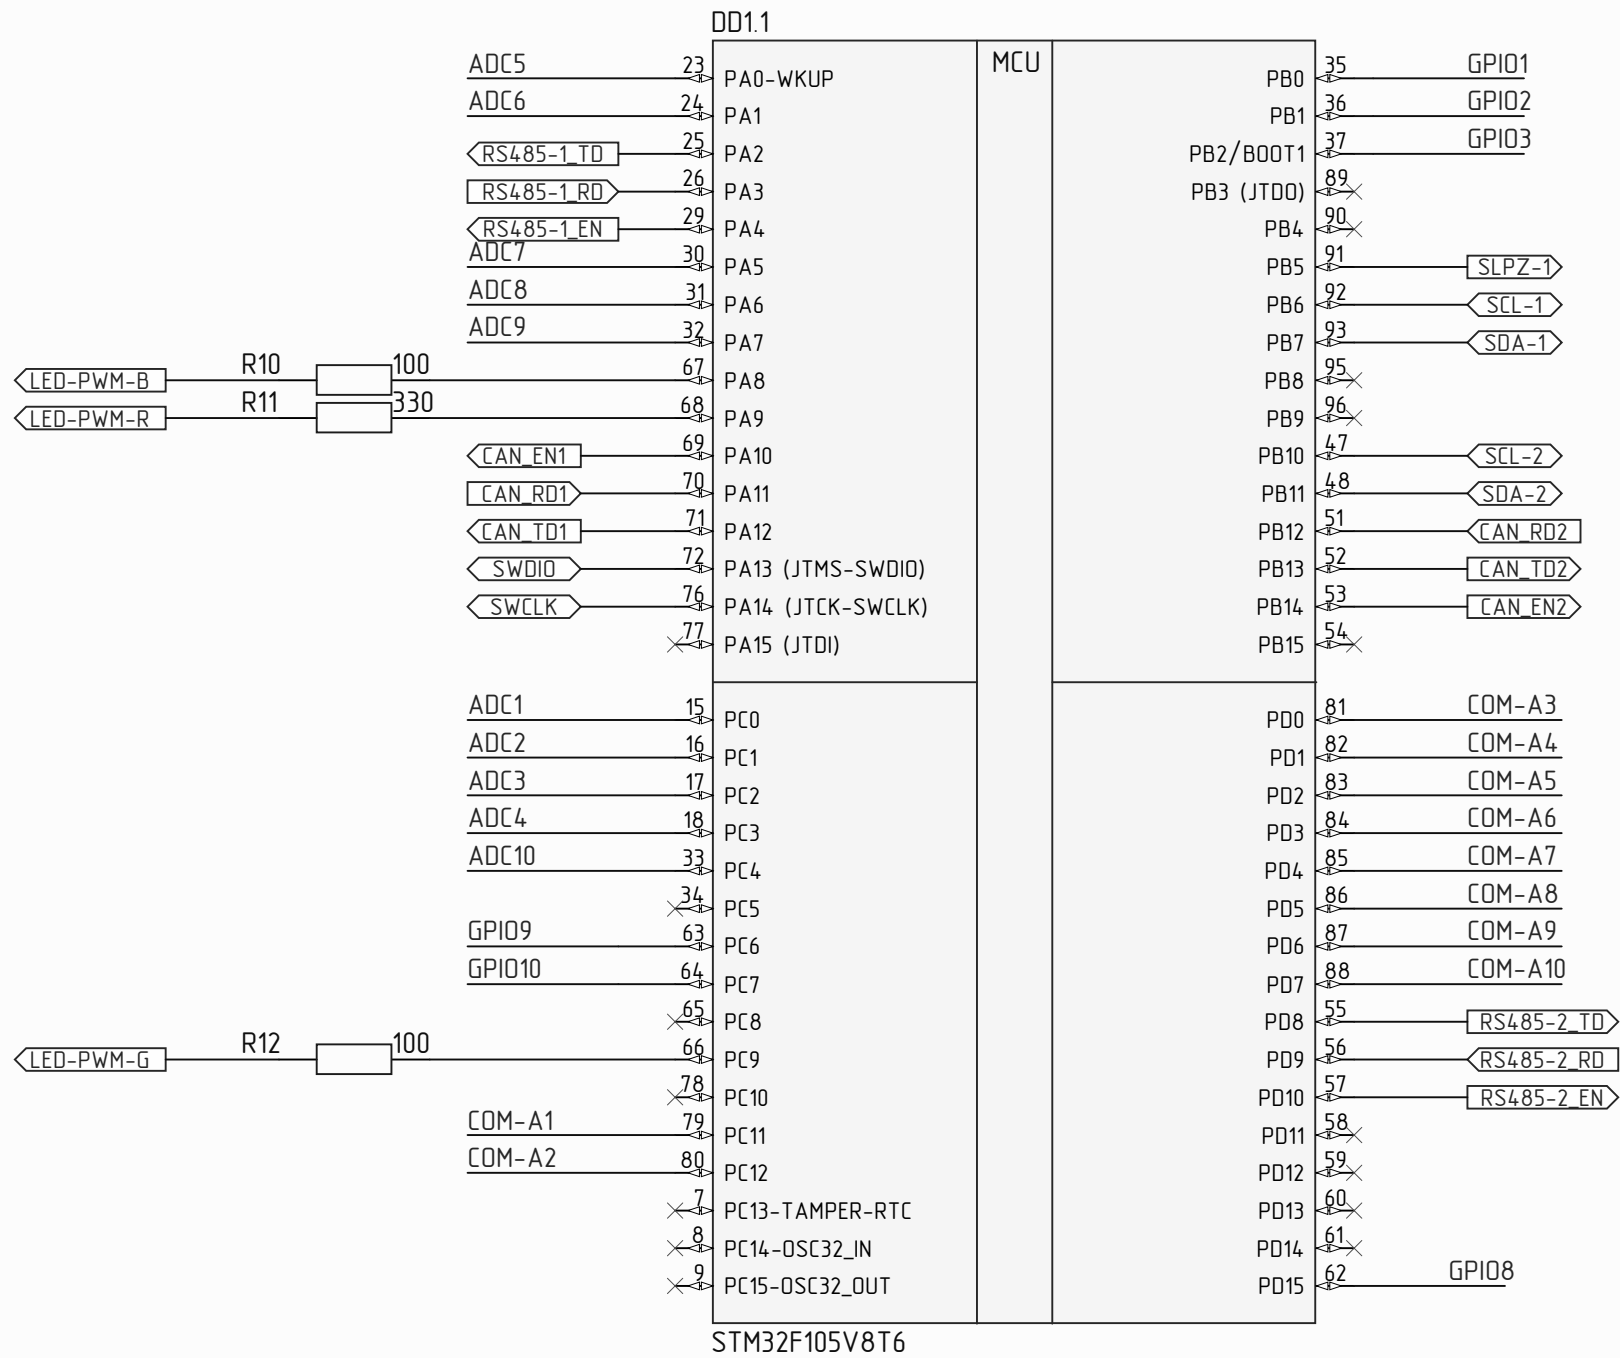 DD1.1
MCU
ADC5 23 PA0-WKUP PB0 35 GPIO1
ADC6 24 PA1 PB1 36 GPIO2
RS485-1_TD 25 PA2 PB2/BOOT1 37 GPIO3
RS485-1_RD 26 PA3 PB3 (JTDO) 89
RS485-1_EN 29 PA4 PB4 90
ADC7 30 PA5 PB5 91 SLPZ-1
ADC8 31 PA6 PB6 92 SCL-1
ADC9 32 PA7 PB7 93 SDA-1
LED-PWM-B R10 100 67 PA8 PB8 95
LED-PWM-R R11 330 68 PA9 PB9 96
CAN_EN1 69 PA10 PB10 47 SCL-2
CAN_RD1 70 PA11 PB11 48 SDA-2
CAN_TD1 71 PA12 PB12 51 CAN_RD2
SWDIO 72 PA13 (JTMS-SWDIO) PB13 52 CAN_TD2
SWCLK 76 PA14 (JTCK-SWCLK) PB14 53 CAN_EN2
77 PA15 (JTDI) PB15 54
ADC1 15 PC0 PD0 81 COM-A3
ADC2 16 PC1 PD1 82 COM-A4
ADC3 17 PC2 PD2 83 COM-A5
ADC4 18 PC3 PD3 84 COM-A6
ADC10 33 PC4 PD4 85 COM-A7
34 PC5 PD5 86 COM-A8
GPIO9 63 PC6 PD6 87 COM-A9
GPIO10 64 PC7 PD7 88 COM-A10
65 PC8 PD8 55 RS485-2_TD
LED-PWM-G R12 100 66 PC9 PD9 56 RS485-2_RD
78 PC10 PD10 57 RS485-2_EN
COM-A1 79 PC11 PD11 58
COM-A2 80 PC12 PD12 59
7 PC13-TAMPER-RTC PD13 60
8 PC14-OSC32_IN PD14 61
9 PC15-OSC32_OUT PD15 62 GPIO8
STM32F105V8T6